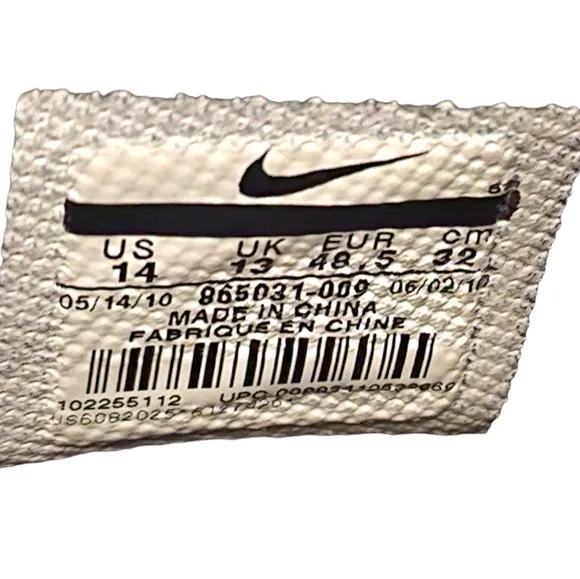 US UK EUR cm
14 13 48.5 32
05/14/10 865031-009 06/02/10
MADE IN CHINA
FABRIQUE EN CHINE
102255112 UPC